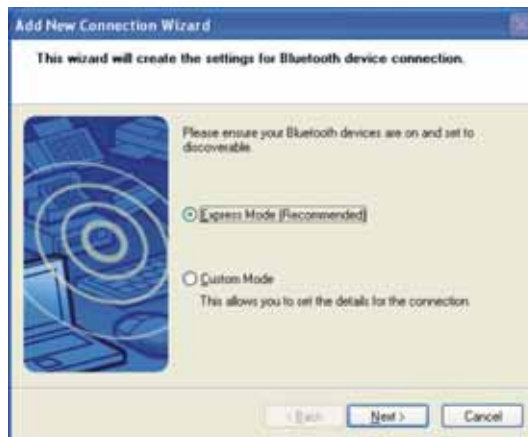 Add New Connection Wizard
This wizard will create the settings for Bluetooth device connection.
Please ensure your Bluetooth devices are on and set to
discoverable.
Express Mode (Recommended)
Custom Mode
This allows you to set the details for the connection
< Back
Next >
Cancel